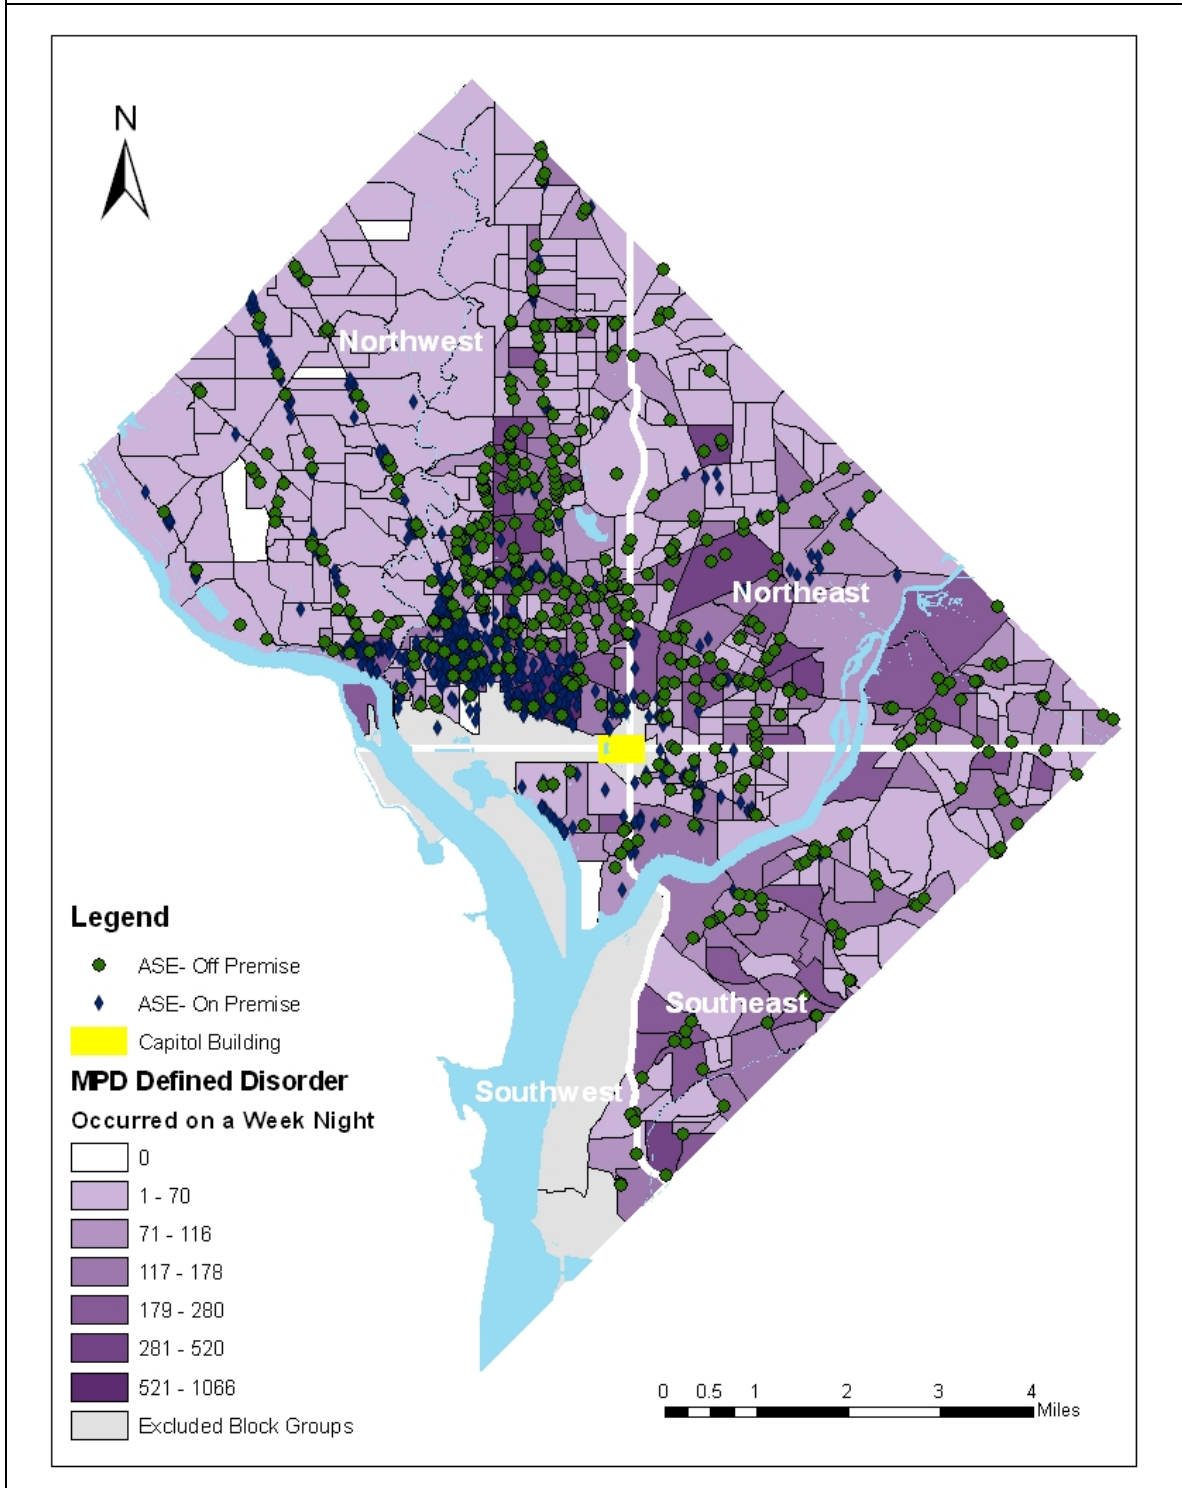 N
Northwest
Northeast
Southeast
Southwest
Legend
ASE- Off Premise
ASE- On Premise
Capitol Building
MPD Defined Disorder
Occurred on a Week Night
0
1 - 70
71 - 116
117 - 178
179 - 280
281 - 520
521 - 1066
Excluded Block Groups
0 0.5 1 2 3 4
Miles